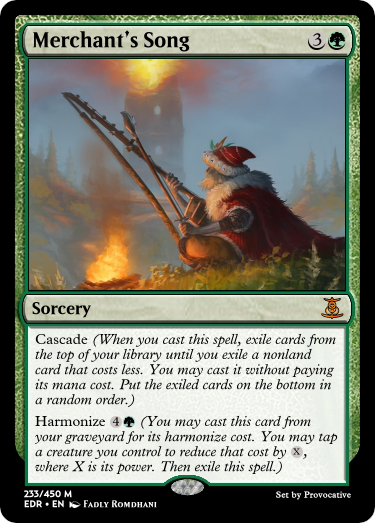 Merchant's Song 3
Sorcery
Cascade (When you cast this spell, exile cards from
the top of your library until you exile a nonland
card that costs less. You may cast it without paying
its mana cost. Put the exiled cards on the bottom in
a random order.)
Harmonize 4 (You may cast this card from
your graveyard for its harmonize cost. You may tap
a creature you control to reduce that cost by X,
where X is its power. Then exile this spell.)
233/450 M
EDR • EN Fadly Romdhani
Set by Provocative